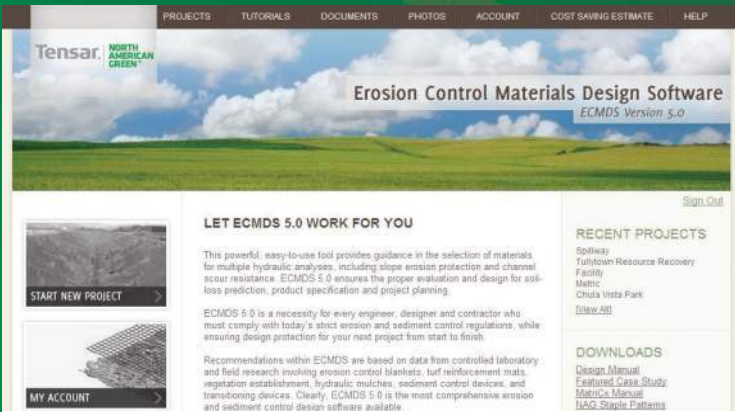 PROJECTS TUTORIALS DOCUMENTS PHOTOS ACCOUNT COST SAVING ESTIMATE HELP
Tensar. NORTH
AMERICAN
GREEN
Erosion Control Materials Design Software
ECMDS Version 5.0
Sign Out
START NEW PROJECT
MY ACCOUNT
LET ECMDS 5.0 WORK FOR YOU
This powerful, easy-to-use tool provides guidance in the selection of materials
for multiple hydraulic analyses, including slope erosion protection and channel
scour resistance. ECMDS 5.0 ensures the proper evaluation and design for soil-
loss prediction, product specification and project planning.
ECMDS 5.0 is a necessity for every engineer, designer and contractor who
must comply with today's strict erosion and sediment control regulations, while
ensuring design protection for your next project from start to finish.
Recommendations within ECMDS are based on data from controlled laboratory
and field research involving erosion control blankets, turf reinforcement mats,
vegetation establishment, hydraulic mulches, sediment control devices, and
transitioning devices. Clearly, ECMDS 5.0 is the most comprehensive erosion
and sediment control design software available.
RECENT PROJECTS
Spillway
Tullytown Resource Recovery
Facility
Metric
Chula Vista Park
[View All]
DOWNLOADS
Design Manual
Featured Case Study
MatriCx Manual
NAG Staple Patterns